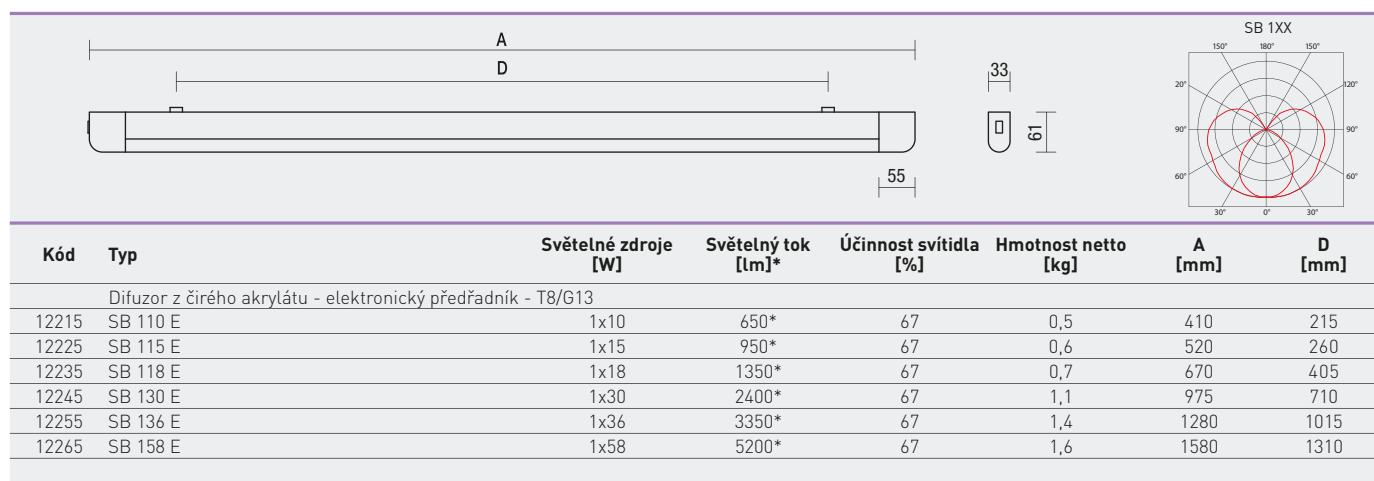 SB 1XX
A
D
33
61
55
150° 180° 150°
20° 120°
90° 90°
60° 60°
30° 0° 30°
Kód Typ Světelné zdroje [W] Světelný tok [lm]* Účinnost svítidla [%] Hmotnost netto [kg] A [mm] D [mm]
Difuzor z čirého akrylátu - elektronický předřadník - T8/G13
12215 SB 110 E 1x10 650* 67 0,5 410 215
12225 SB 115 E 1x15 950* 67 0,6 520 260
12235 SB 118 E 1x18 1350* 67 0,7 670 405
12245 SB 130 E 1x30 2400* 67 1,1 975 710
12255 SB 136 E 1x36 3350* 67 1,4 1280 1015
12265 SB 158 E 1x58 5200* 67 1,6 1580 1310